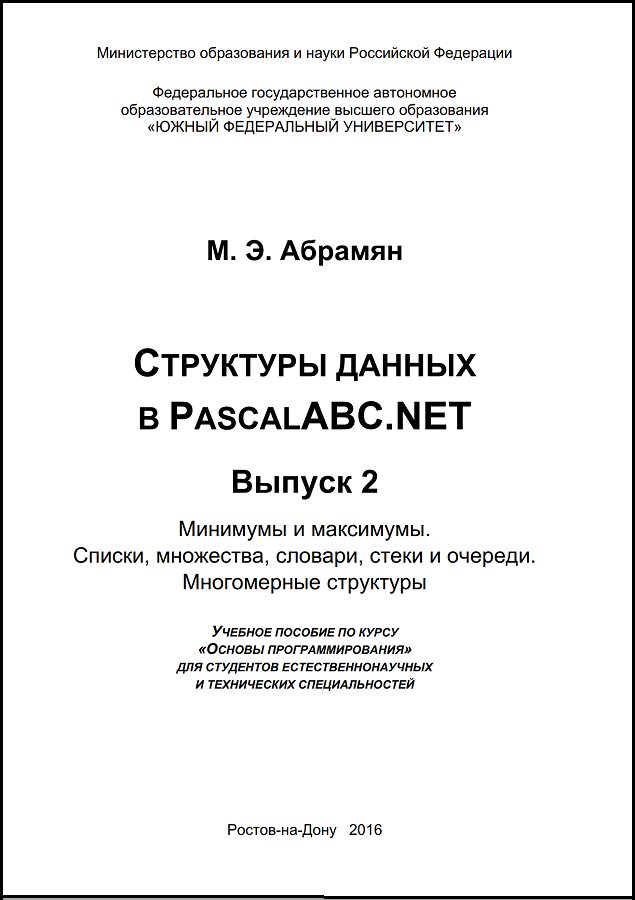 Министерство образования и науки Российской Федерации
Федеральное государственное автономное
образовательное учреждение высшего образования
«ЮЖНЫЙ ФЕДЕРАЛЬНЫЙ УНИВЕРСИТЕТ»
М. Э. Абрамян
СТРУКТУРЫ ДАННЫХ
В PASCALABC.NET
Выпуск 2
Минимумы и максимумы.
Списки, множества, словари, стеки и очереди.
Многомерные структуры
УЧЕБНОЕ ПОСОБИЕ ПО КУРСУ
«ОСНОВЫ ПРОГРАММИРОВАНИЯ»
ДЛЯ СТУДЕНТОВ ЕСТЕСТВЕННОНАУЧНЫХ
И ТЕХНИЧЕСКИХ СПЕЦИАЛЬНОСТЕЙ
Ростов-на-Дону 2016